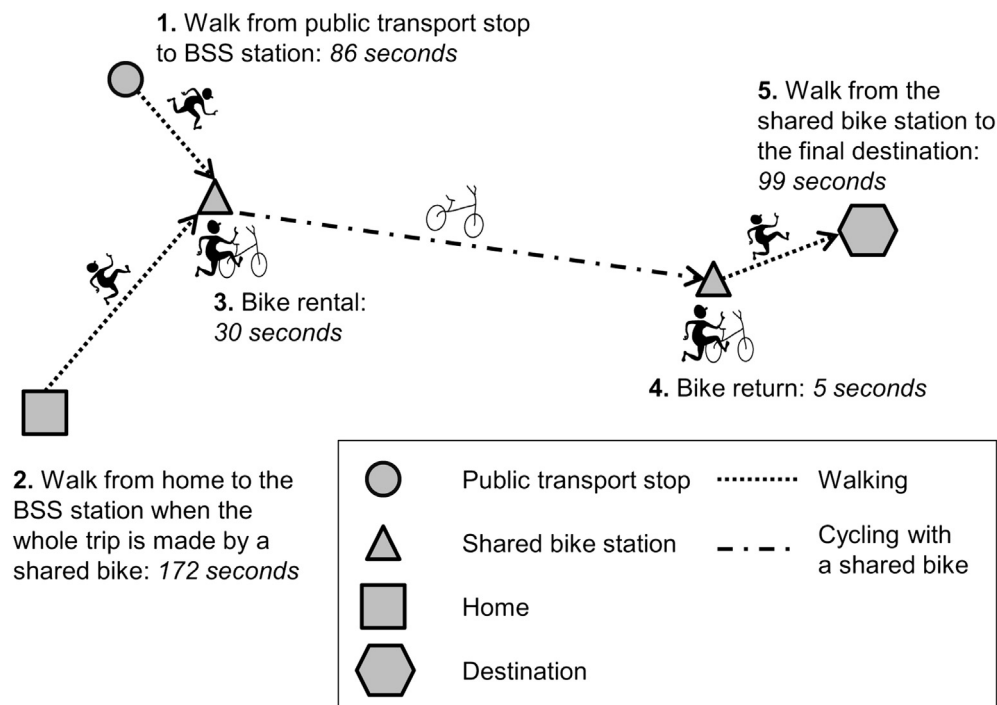 1. Walk from public transport stop
to BSS station: 86 seconds
5. Walk from the
shared bike station to
the final destination:
99 seconds
3. Bike rental:
30 seconds
4. Bike return: 5 seconds
2. Walk from home to the
BSS station when the
whole trip is made by a
shared bike: 172 seconds
Public transport stop
Walking
Shared bike station
Cycling with
a shared bike
Home
Destination